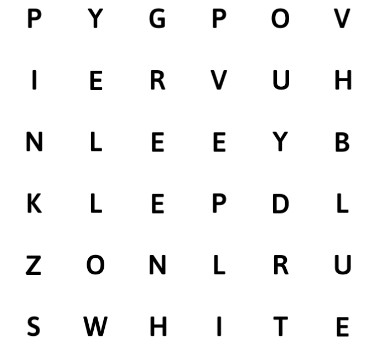 P Y G P O V
I E R V U H
N L E E Y B
K L E P D L
Z O N L R U
S W H I T E